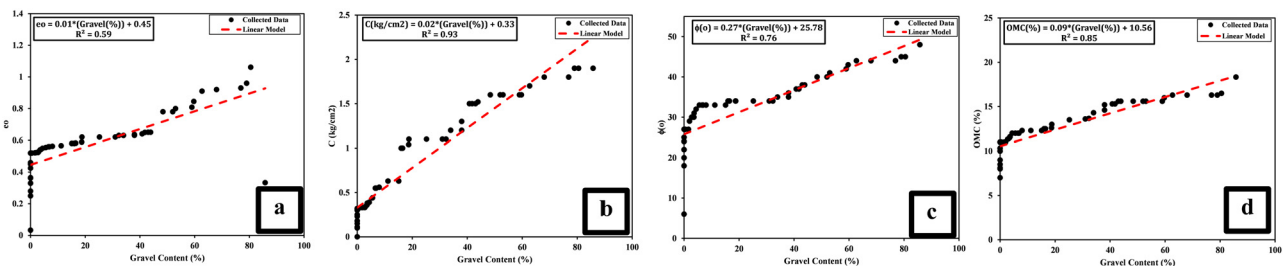 eo = 0.01*(Gravel(%)) + 0.45
R² = 0.59
Collected Data
Linear Model
1.4
1.2
1
0.8
0.6
0.4
0.2
0
eo
0 20 40 60 80 100
Gravel Content (%)
a
C(kg/cm2) = 0.02*(Gravel(%)) + 0.33
R² = 0.93
Collected Data
Linear Model
2.5
2
1.5
1
0.5
0
C (kg/cm2)
0 20 40 60 80 100
Gravel Content (%)
b
ϕ(o) = 0.27*(Gravel(%)) + 25.78
R² = 0.76
Collected Data
Linear Model
50
40
30
20
10
0
ϕ(o)
0 20 40 60 80 100
Gravel Content (%)
c
OMC(%) = 0.09*(Gravel(%)) + 10.56
R² = 0.85
Collected Data
Linear Model
25
20
15
10
5
0
OMC (%)
0 20 40 60 80 100
Gravel Content (%)
d